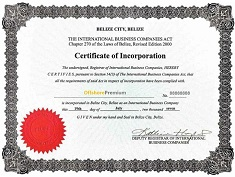 BELIZE CITY, BELIZE
THE INTERNATIONAL BUSINESS COMPANIES ACT
Chapter 270 of the Laws of Belize, Revised Edition 2000
Certificate of Incorporation
The undersigned, Registrar of International Business Companies, HEREBY
CERTIFIES, pursuant to Section 14(3) of The International Business Companies Act, that
all the requirements of said Act in respect of incorporation have been complied with.
OffshorePremium No. 00000000
is incorporated in Belize City, Belize as an International Business Company
this day of July two thousand seven
GIVEN under my hand and Seal in Belize City, Belize.
DEPUTY REGISTRAR OF
INTERNATIONAL BUSINESS COMPANIES